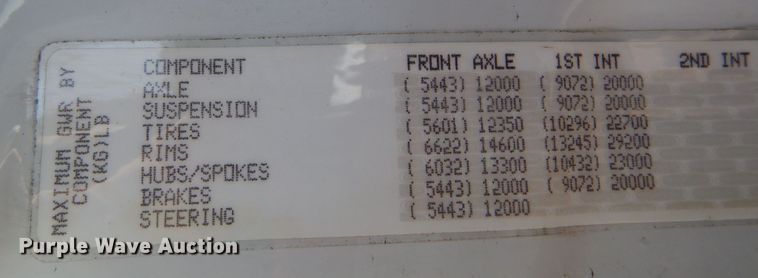 MAXIMUM GWR BY
COMPONENT
(KG)LB
COMPONENT FRONT AXLE 1ST INT 2ND INT
AXLE ( 5443) 12000 ( 9072) 20000
SUSPENSION ( 5443) 12000 ( 9072) 20000
TIRES ( 5601) 12350 (10296) 22700
RIMS ( 6622) 14600 (13245) 29200
HUBS/SPOKES ( 6032) 13300 (10432) 23000
BRAKES ( 5443) 12000 ( 9072) 20000
STEERING ( 5443) 12000
Purple Wave Auction